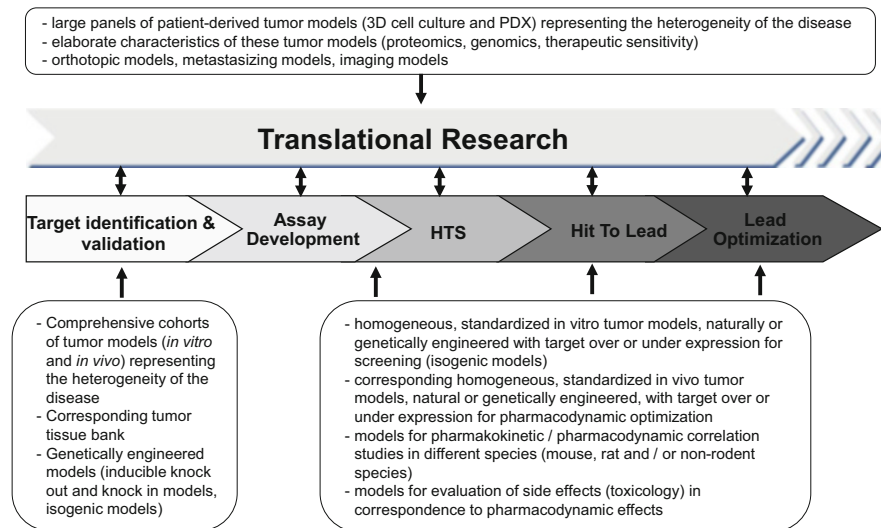 - large panels of patient-derived tumor models (3D cell culture and PDX) representing the heterogeneity of the disease
- elaborate characteristics of these tumor models (proteomics, genomics, therapeutic sensitivity)
- orthotopic models, metastasizing models, imaging models
Translational Research
Target identification &
validation
Assay
Development
HTS
Hit To Lead
Lead
Optimization
- Comprehensive cohorts
of tumor models (in vitro
and in vivo) representing
the heterogeneity of the
disease
- Corresponding tumor
tissue bank
- Genetically engineered
models (inducible knock
out and knock in models,
isogenic models)
- homogeneous, standardized in vitro tumor models, naturally or
genetically engineered with target over or under expression for
screening (isogenic models)
- corresponding homogeneous, standardized in vivo tumor
models, natural or genetically engineered, with target over or
under expression for pharmacodynamic optimization
- models for pharmakokinetic / pharmacodynamic correlation
studies in different species (mouse, rat and / or non-rodent
species)
- models for evaluation of side effects (toxicology) in
correspondence to pharmacodynamic effects